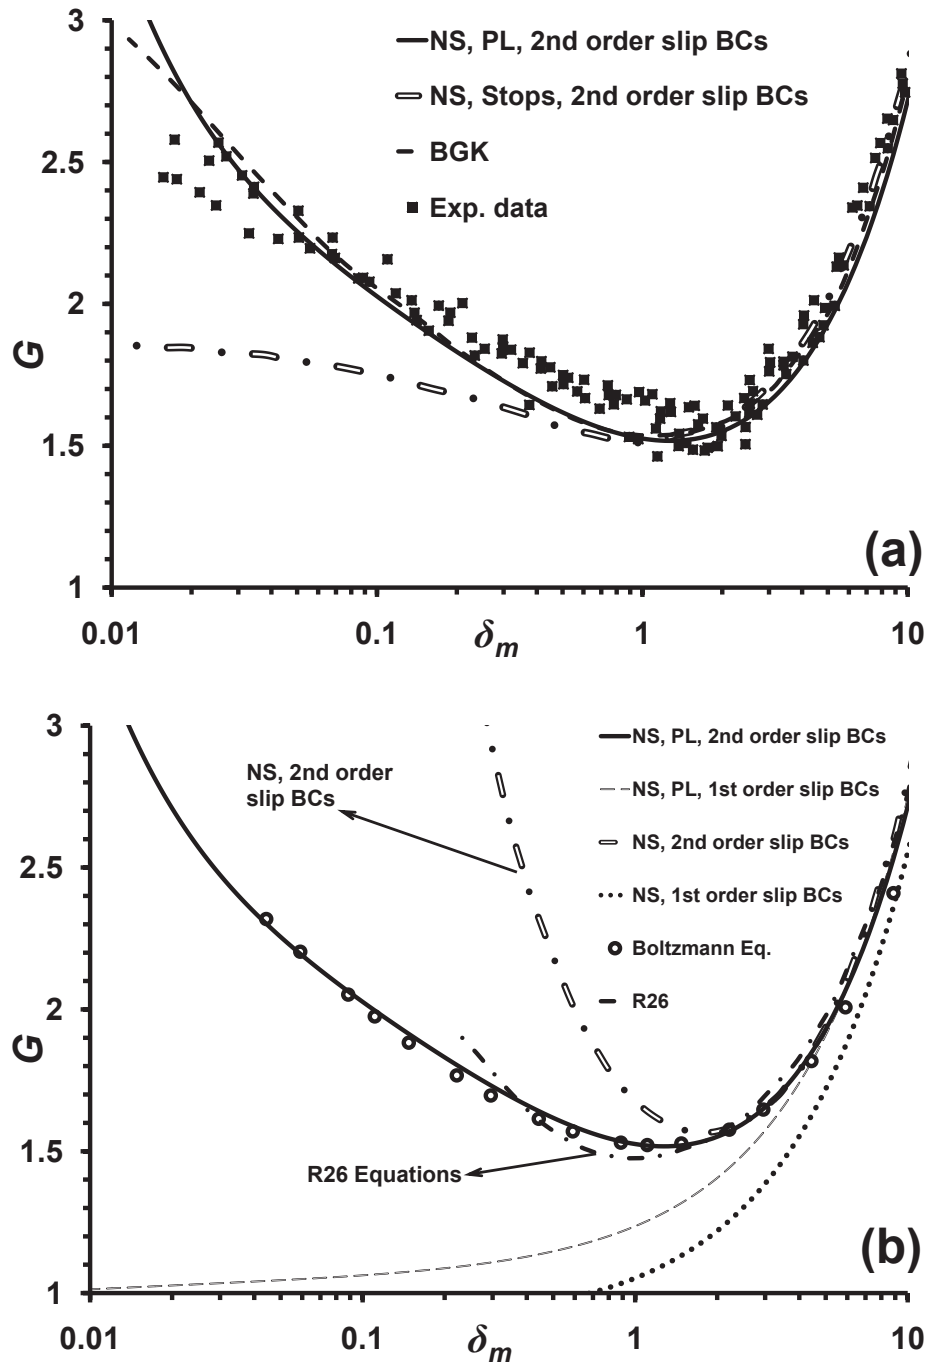 3
NS, PL, 2nd order slip BCs
NS, Stops, 2nd order slip BCs
2.5
BGK
Exp. data
2
G
1.5
(a)
1
0.01
0.1
δm
1
10
3
NS, PL, 2nd order slip BCs
NS, 2nd order
slip BCs
NS, PL, 1st order slip BCs
2.5
NS, 2nd order slip BCs
NS, 1st order slip BCs
Boltzmann Eq.
2
R26
G
1.5
R26 Equations
(b)
1
0.01
0.1
δm
1
10